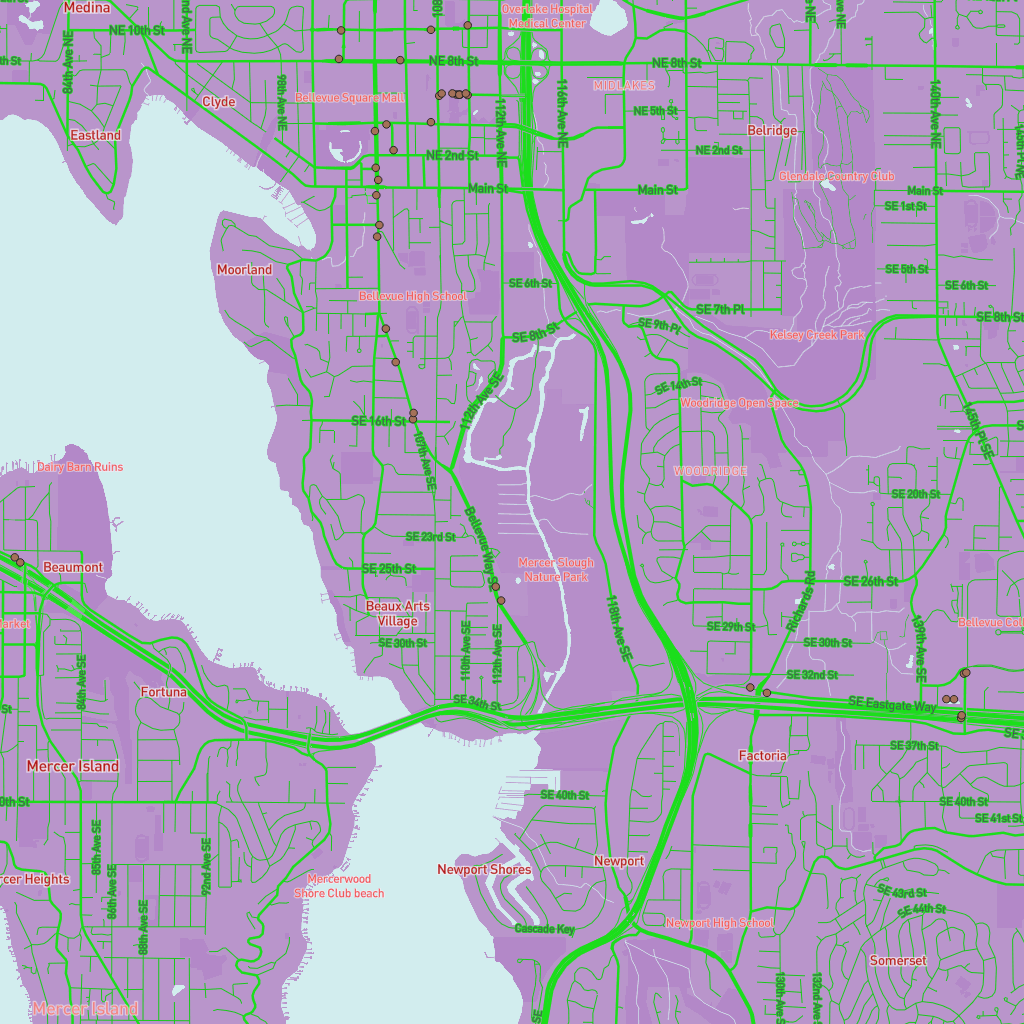 Medina
NE 10th St
84th Ave NE
Overlake Hospital
Medical Center
NE 8th St
NE 8th St
98th Ave NE
Clyde
Bellevue Square Mall
MIDLAKES
112th Ave NE
116th Ave NE
NE 5th St
Eastland
Belridge
140th Ave NE
NE 2nd St
NE 2nd St
Glendale Country Club
Main St
Main St
Main St
SE 1st St
Moorland
SE 5th St
SE 6th St
SE 6th St
Bellevue High School
SE 7th Pl
SE 8th St
SE 9th Pl
SE 8th St
Kelsey Creek Park
SE 14th St
112th Ave SE
Woodridge Open Space
SE 16th St
145th Pl SE
107th Ave SE
Dairy Barn Ruins
WOODRIDGE
SE 20th St
SE 23rd St
Bellevue Way SE
Mercer Slough
Nature Park
Beaumont
SE 25th St
SE 26th St
Richards Rd
Beaux Arts
Village
118th Ave SE
Market
SE 29th St
139th Ave SE
SE 30th St
110th Ave SE
112th Ave SE
SE 30th St
SE 32nd St
84th Ave SE
Fortuna
SE 34th St
SE Eastgate Way
SE 37th St
Mercer Island
Factoria
SE 40th St
SE 40th St
SE 41st St
85th Ave SE
92nd Ave SE
Newport
Newport Shores
Mercerwood
Shore Club beach
86th Ave SE
88th Ave SE
SE 43rd St
SE 44th St
Newport High School
Cascade Key
Somerset
Mercer Island